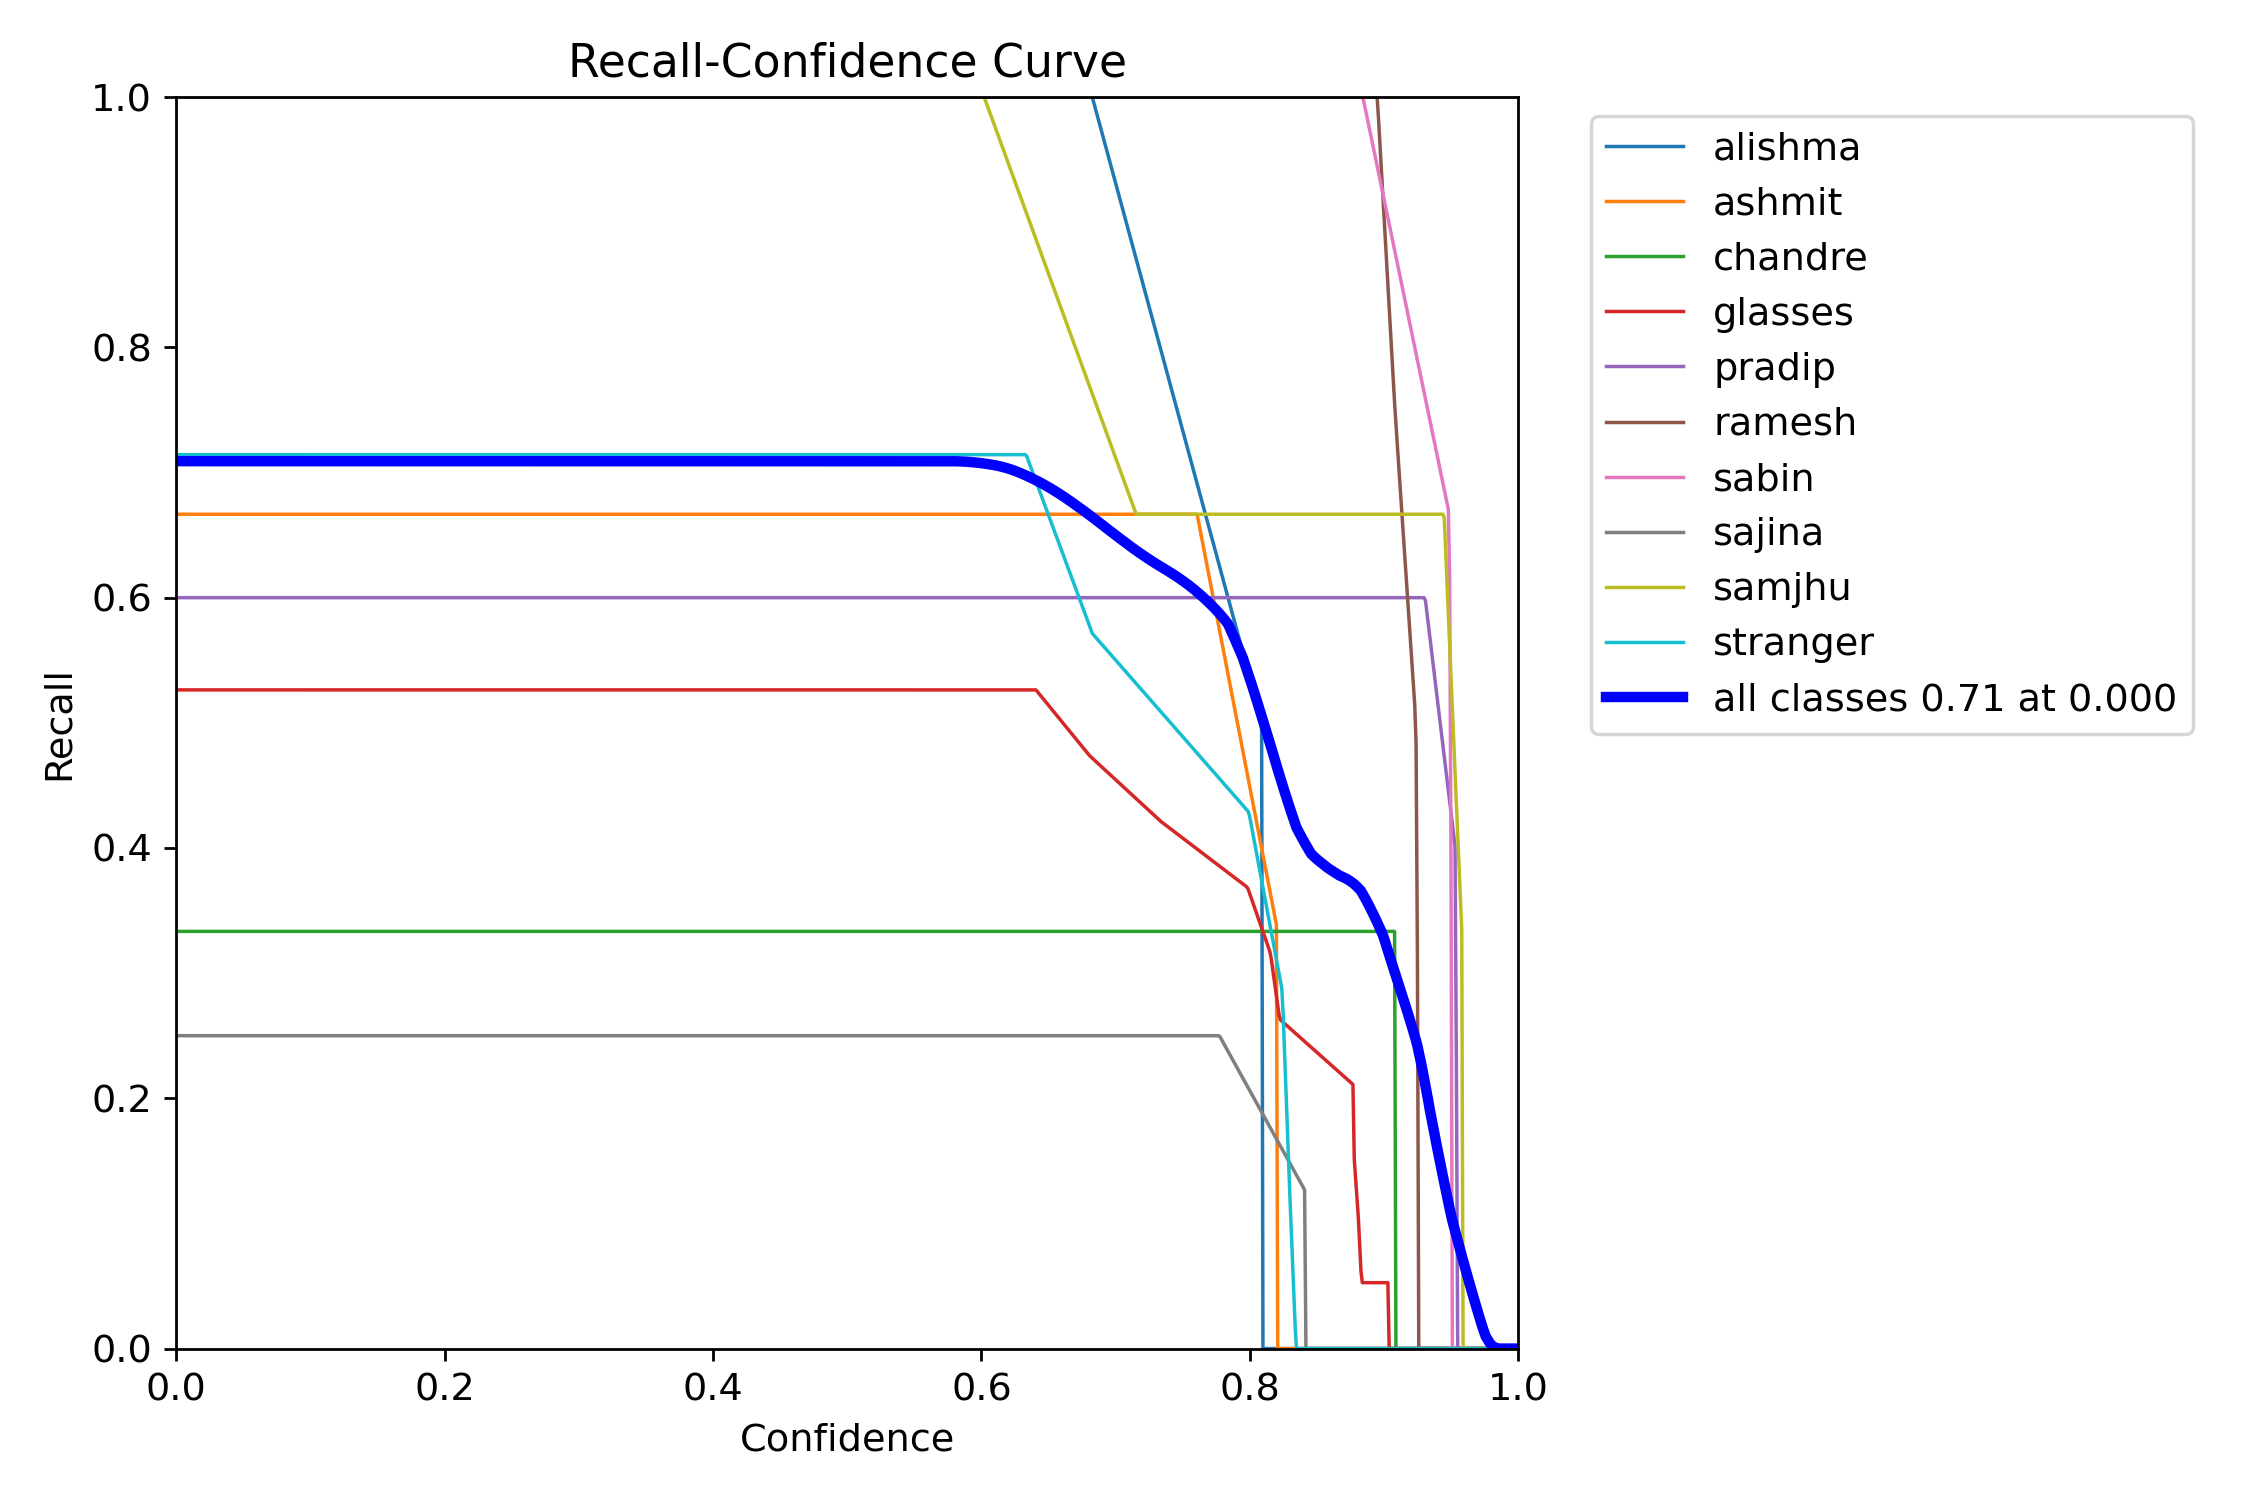 Recall-Confidence Curve
1.0
0.8
0.6
0.4
0.2
0.0
Recall
0.0 0.2 0.4 0.6 0.8 1.0
Confidence
alishma
ashmit
chandre
glasses
pradip
ramesh
sabin
sajina
samjhu
stranger
all classes 0.71 at 0.000